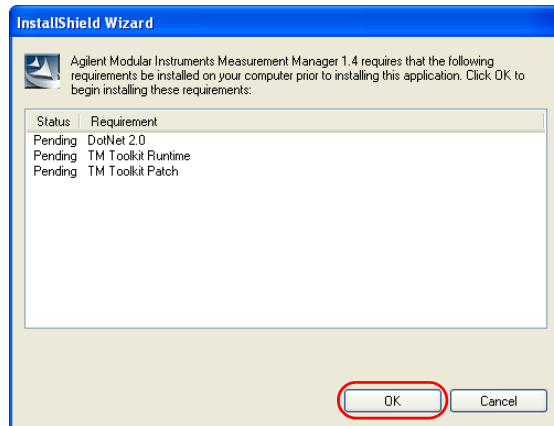 InstallShield Wizard
Agilent Modular Instruments Measurement Manager 1.4 requires that the following
requirements be installed on your computer prior to installing this application. Click OK to
begin installing these requirements:
Status Requirement
Pending DotNet 2.0
Pending TM Toolkit Runtime
Pending TM Toolkit Patch
OK Cancel